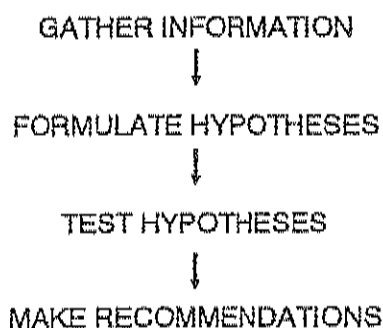 GATHER INFORMATION
FORMULATE HYPOTHESES
TEST HYPOTHESES
MAKE RECOMMENDATIONS